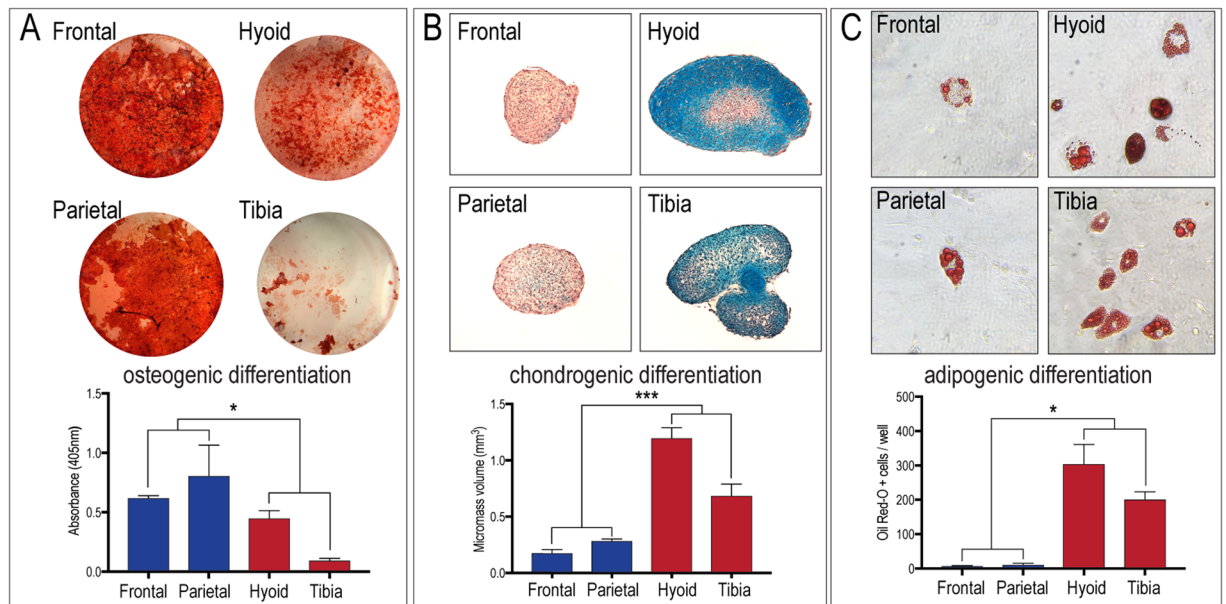 A
Frontal
Hyoid
Parietal
Tibia
osteogenic differentiation
*
Absorbance (405nm)
1.5
1.0
0.5
0.0
Frontal
Parietal
Hyoid
Tibia
B
Frontal
Hyoid
Parietal
Tibia
chondrogenic differentiation
***
Micromass volume (mm³)
1.5
1.0
0.5
0.0
Frontal
Parietal
Hyoid
Tibia
C
Frontal
Hyoid
Parietal
Tibia
adipogenic differentiation
*
Oil Red-O + cells / well
500
400
300
200
100
0
Frontal
Parietal
Hyoid
Tibia